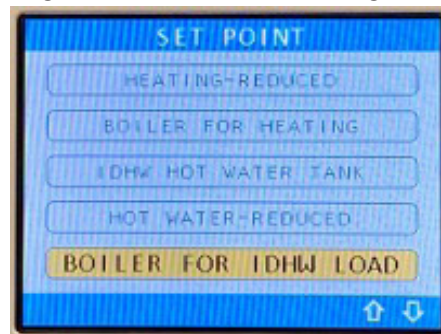 SET POINT
HEATING-REDUCED
BOILER FOR HEATING
IDHW HOT WATER TANK
HOT WATER-REDUCED
BOILER FOR IDHW LOAD